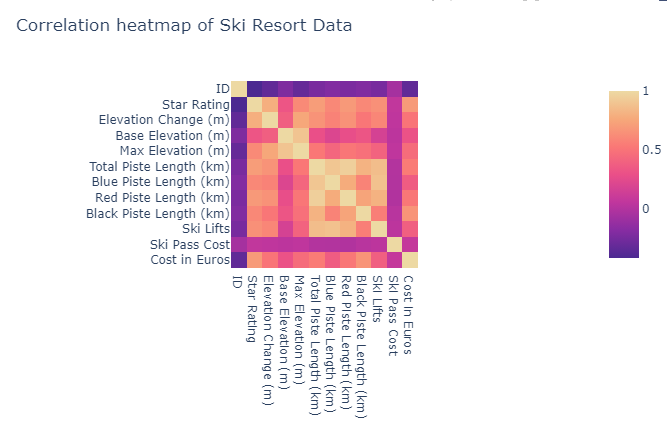 Correlation heatmap of Ski Resort Data
ID
Star Rating
Elevation Change (m)
Base Elevation (m)
Max Elevation (m)
Total Piste Length (km)
Blue Piste Length (km)
Red Piste Length (km)
Black Piste Length (km)
Ski Lifts
Ski Pass Cost
Cost in Euros
ID
Star Rating
Elevation Change (m)
Base Elevation (m)
Max Elevation (m)
Total Piste Length (km)
Blue Piste Length (km)
Red Piste Length (km)
Black Piste Length (km)
Ski Lifts
Ski Pass Cost
Cost in Euros
1
0.5
0